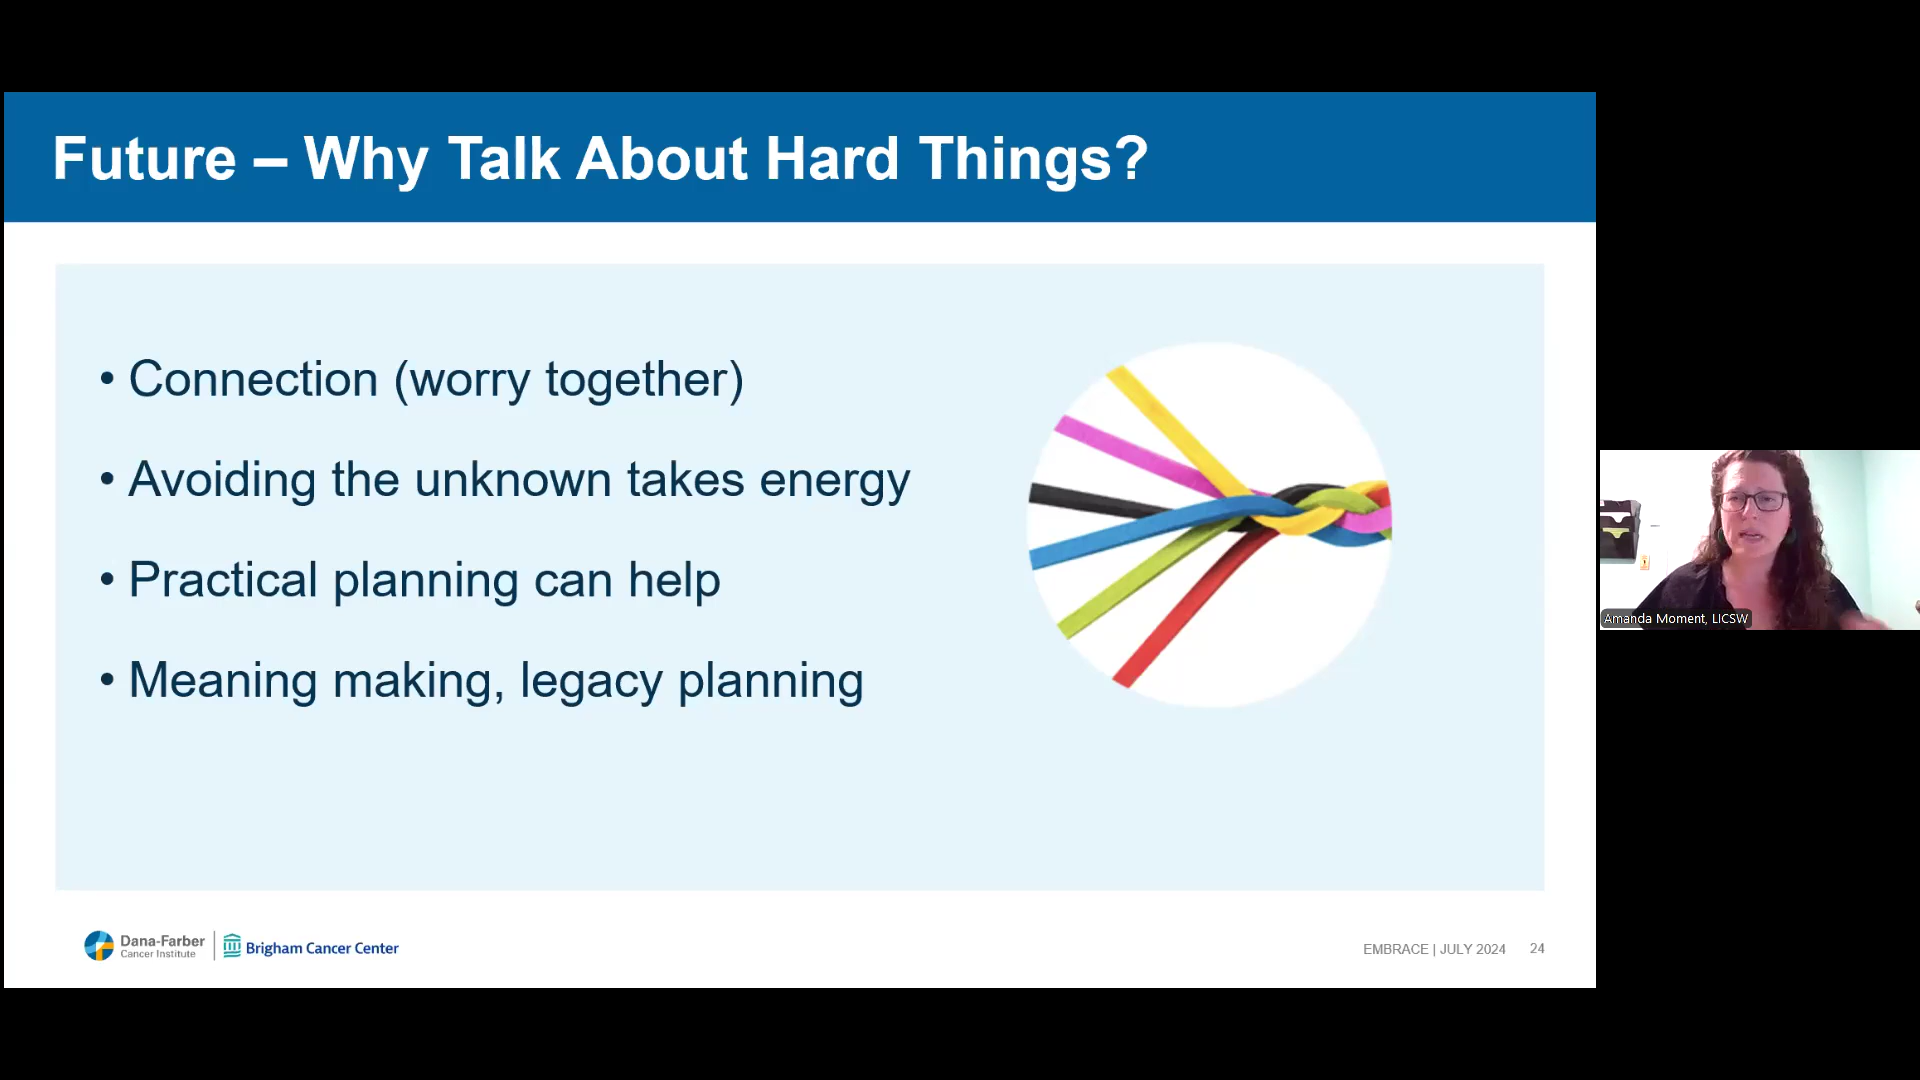 Future – Why Talk About Hard Things?
• Connection (worry together)
• Avoiding the unknown takes energy
• Practical planning can help
• Meaning making, legacy planning
Amanda Moment, LICSW
Dana-Farber
Cancer Institute
Brigham Cancer Center
EMBRACE | JULY 2024 24